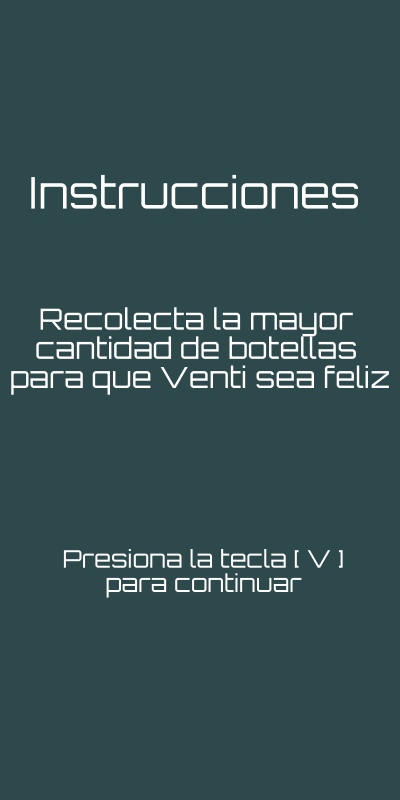 Instrucciones
Recolecta la mayor
cantidad de botellas
para que Venti sea feliz
Presiona la tecla [ V ]
para continuar